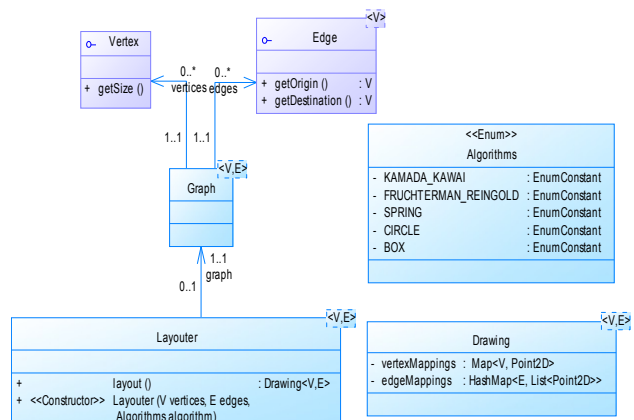 <V>
Vertex
+ getSize ()
Edge
+ getOrigin () : V
+ getDestination () : V
0..*
vertices
0..*
edges
1..1
1..1
<V,E>
Graph
1..1
graph
0..1
<<Enum>>
Algorithms
- KAMADA_KAWAI : EnumConstant
- FRUCHTERMAN_REINGOLD : EnumConstant
- SPRING : EnumConstant
- CIRCLE : EnumConstant
- BOX : EnumConstant
<V,E>
Layouter
+ layout () : Drawing<V,E>
+ <<Constructor>> Layouter (V vertices, E edges,
Algorithms algorithm)
<V,E>
Drawing
- vertexMappings : Map<V, Point2D>
- edgeMappings : HashMap<E, List<Point2D>>